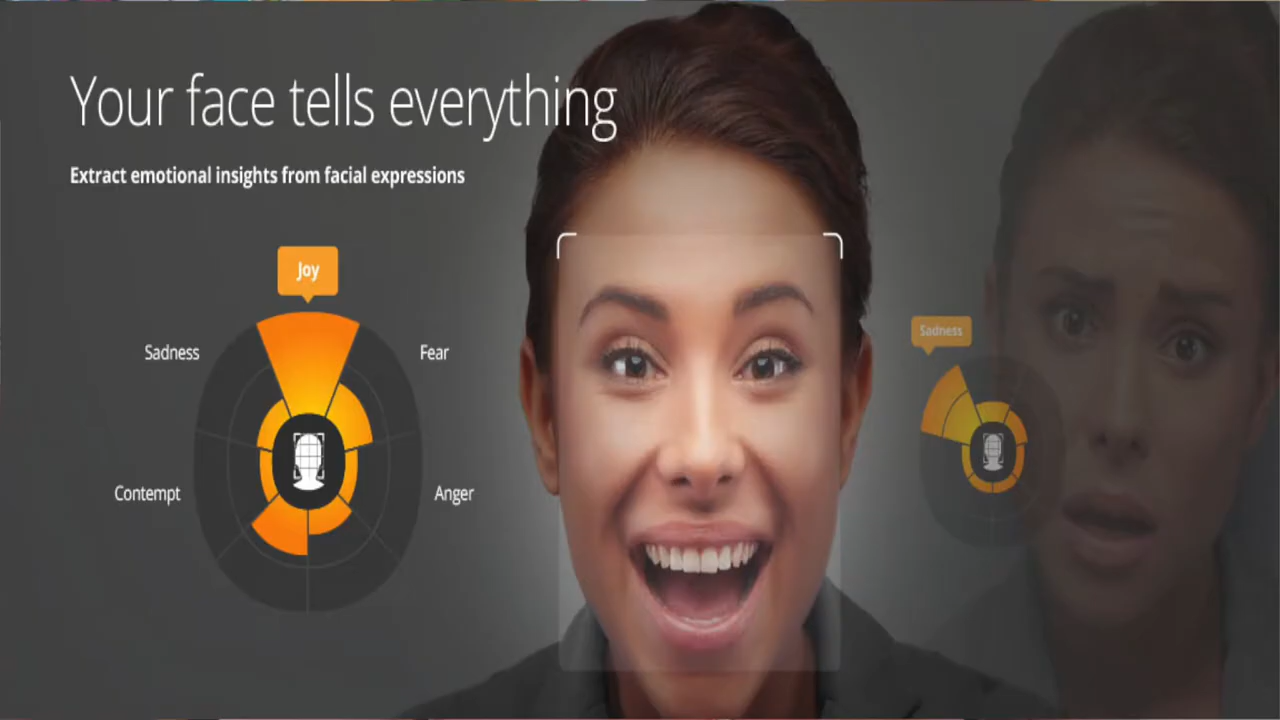 Your face tells everything
Extract emotional insights from facial expressions
Joy
Sadness
Fear
Contempt
Anger
Sadness